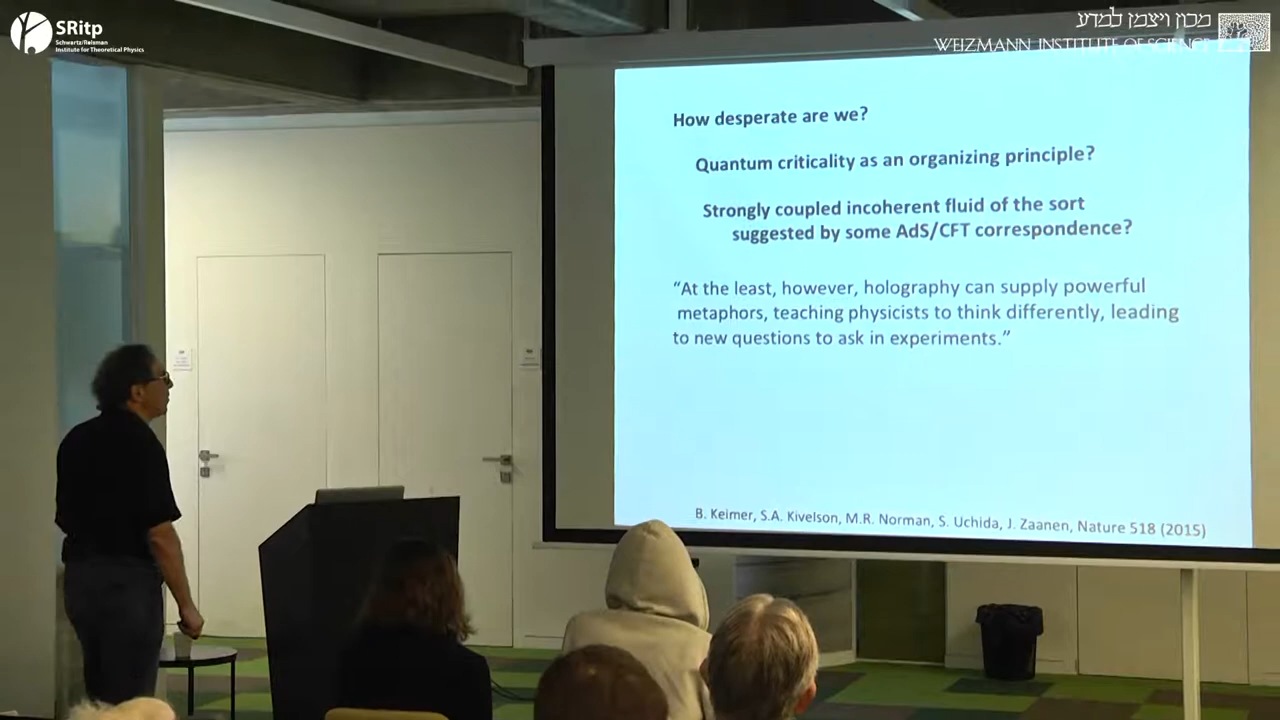 SRitp
Schwartz/Reisman
Institute for Theoretical Physics
מכון ויצמן למדע
WEIZMANN INSTITUTE OF SCIENCE
How desperate are we?
Quantum criticality as an organizing principle?
Strongly coupled incoherent fluid of the sort
suggested by some AdS/CFT correspondence?
“At the least, however, holography can supply powerful
metaphors, teaching physicists to think differently, leading
to new questions to ask in experiments.”
B. Keimer, S.A. Kivelson, M.R. Norman, S. Uchida, J. Zaanen, Nature 518 (2015)